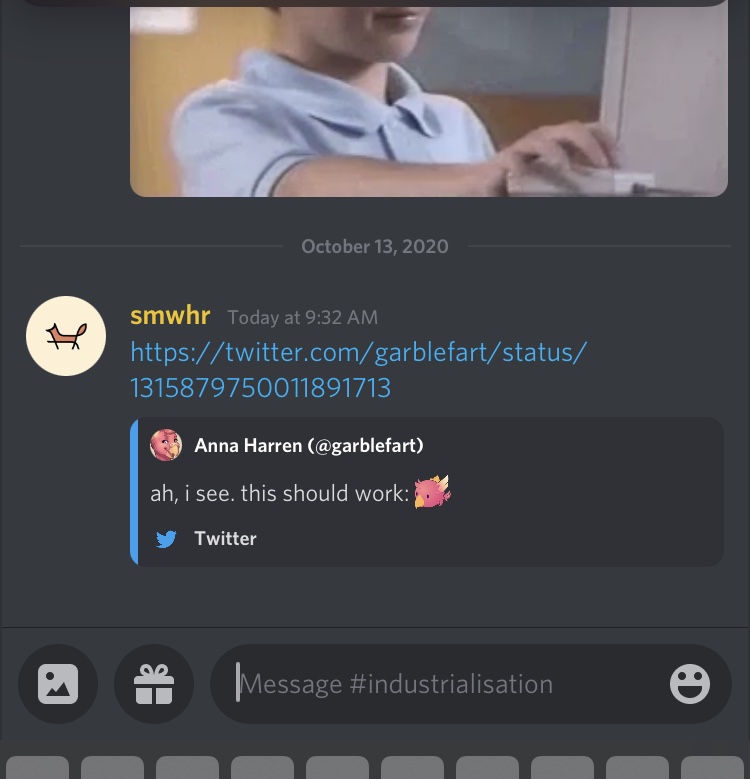 October 13, 2020
smwhr Today at 9:32 AM
https://twitter.com/garblefart/status/
1315879750011891713
Anna Harren (@garblefart)
ah, i see. this should work:
Twitter
Message #industrialisation